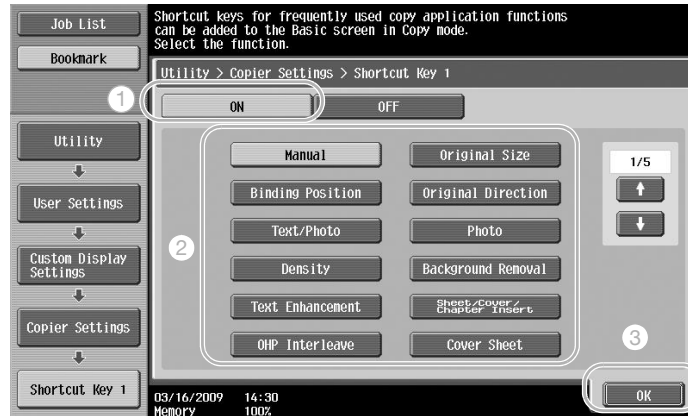 Job List
Bookmark
Utility
User Settings
Custom Display
Settings
Copier Settings
Shortcut Key 1
Shortcut keys for frequently used copy application functions
can be added to the Basic screen in Copy mode.
Select the function.
Utility > Copier Settings > Shortcut Key 1
1
ON
OFF
2
Manual
Original Size
Binding Position
Original Direction
Text/Photo
Photo
Density
Background Removal
Text Enhancement
Sheet/Cover/
Chapter Insert
OHP Interleave
Cover Sheet
1/5
3
OK
03/16/2009 14:30
Memory 100%